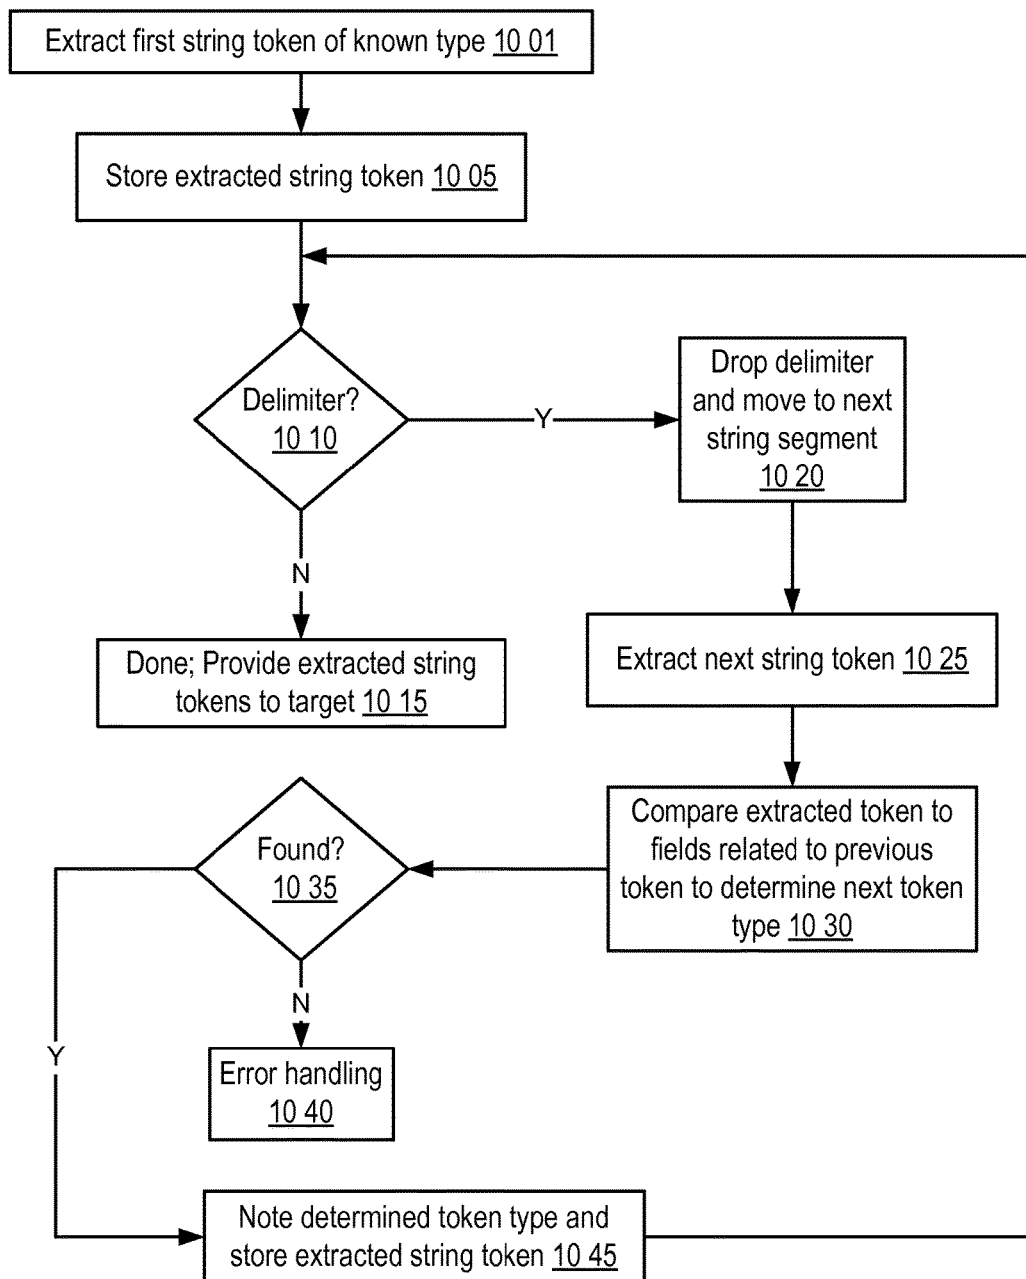 Extract first string token of known type 10 01
Store extracted string token 10 05
Delimiter?
10 10
Y
Drop delimiter
and move to next
string segment
10 20
N
Done; Provide extracted string
tokens to target 10 15
Extract next string token 10 25
Compare extracted token to
fields related to previous
token to determine next token
type 10 30
Found?
10 35
N
Y
Error handling
10 40
Note determined token type and
store extracted string token 10 45